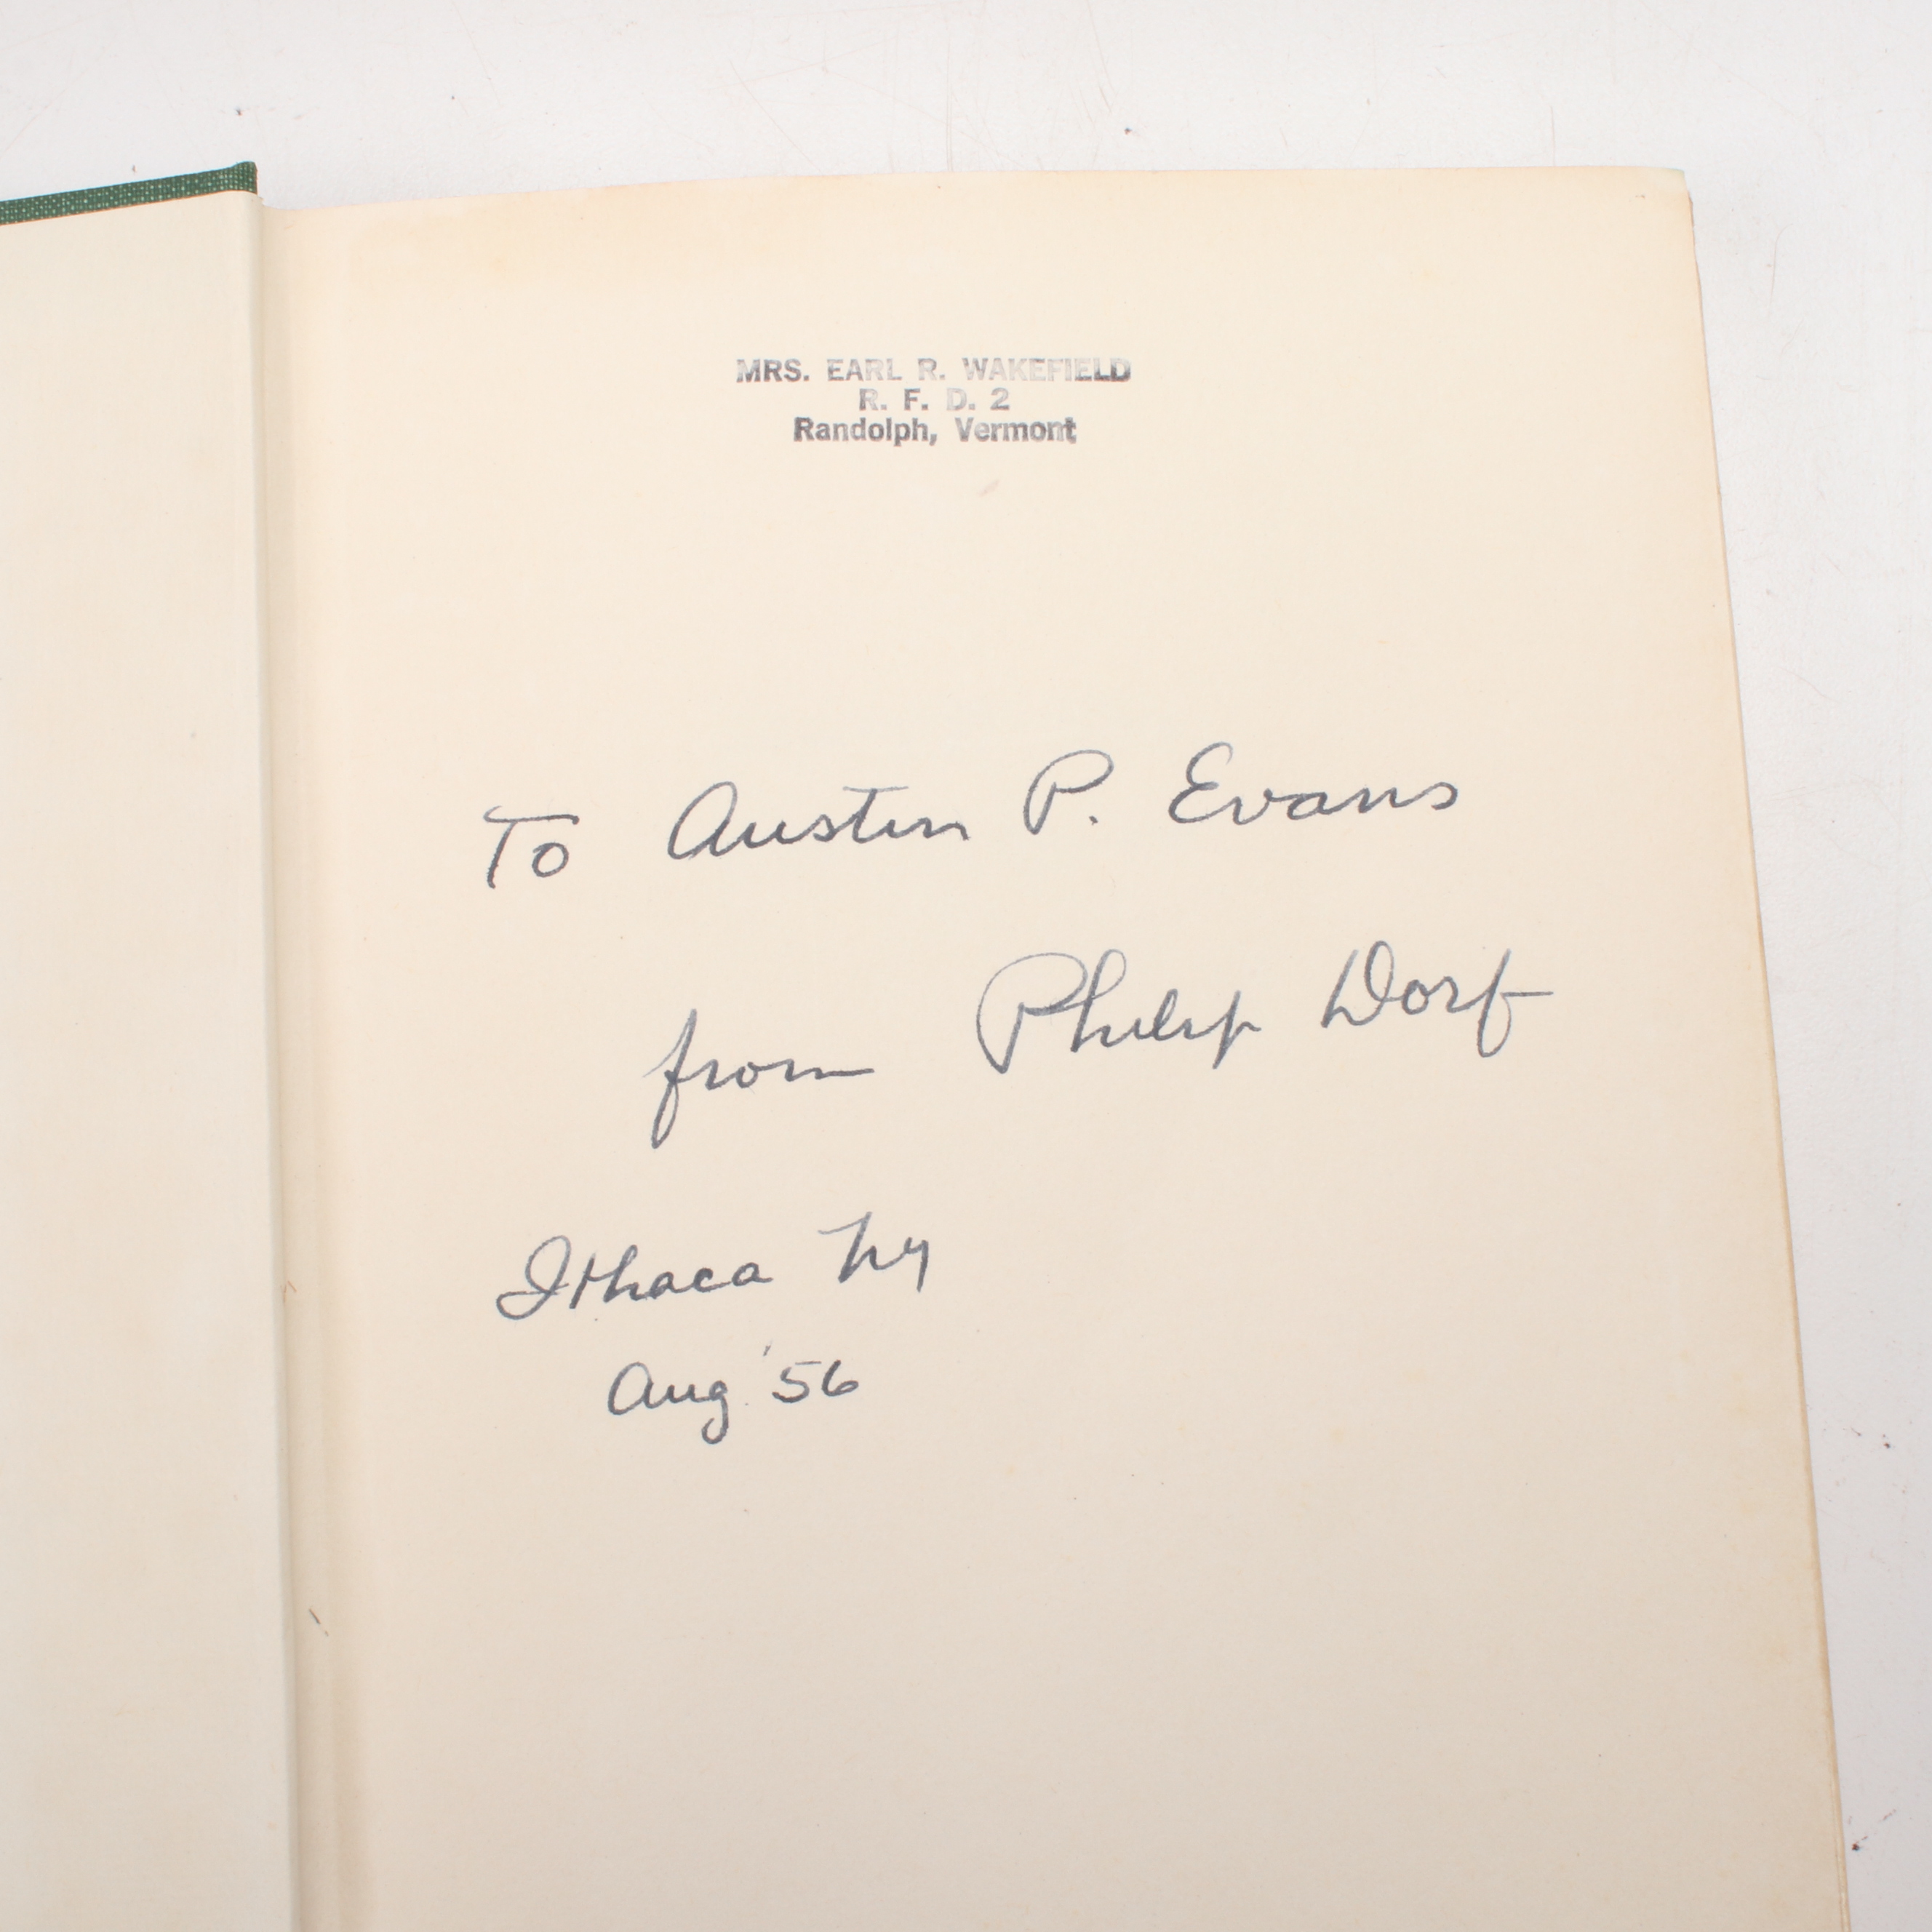 MRS. EARL R. WAKEFIELD
R. F. D. 2
Randolph, Vermont
To Austin P. Evans
from Philip Dorf
Ithaca NY
Aug. '56